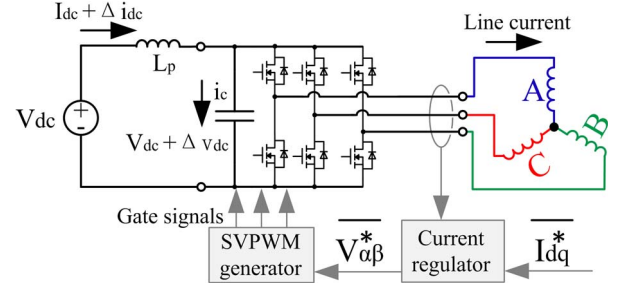 Idc + Δ idc
Lp
Line current
Vdc
+
-
ic
Vdc + Δ Vdc
A
B
C
Gate signals
SVPWM
generator
V*αβ
Current
regulator
I*dq